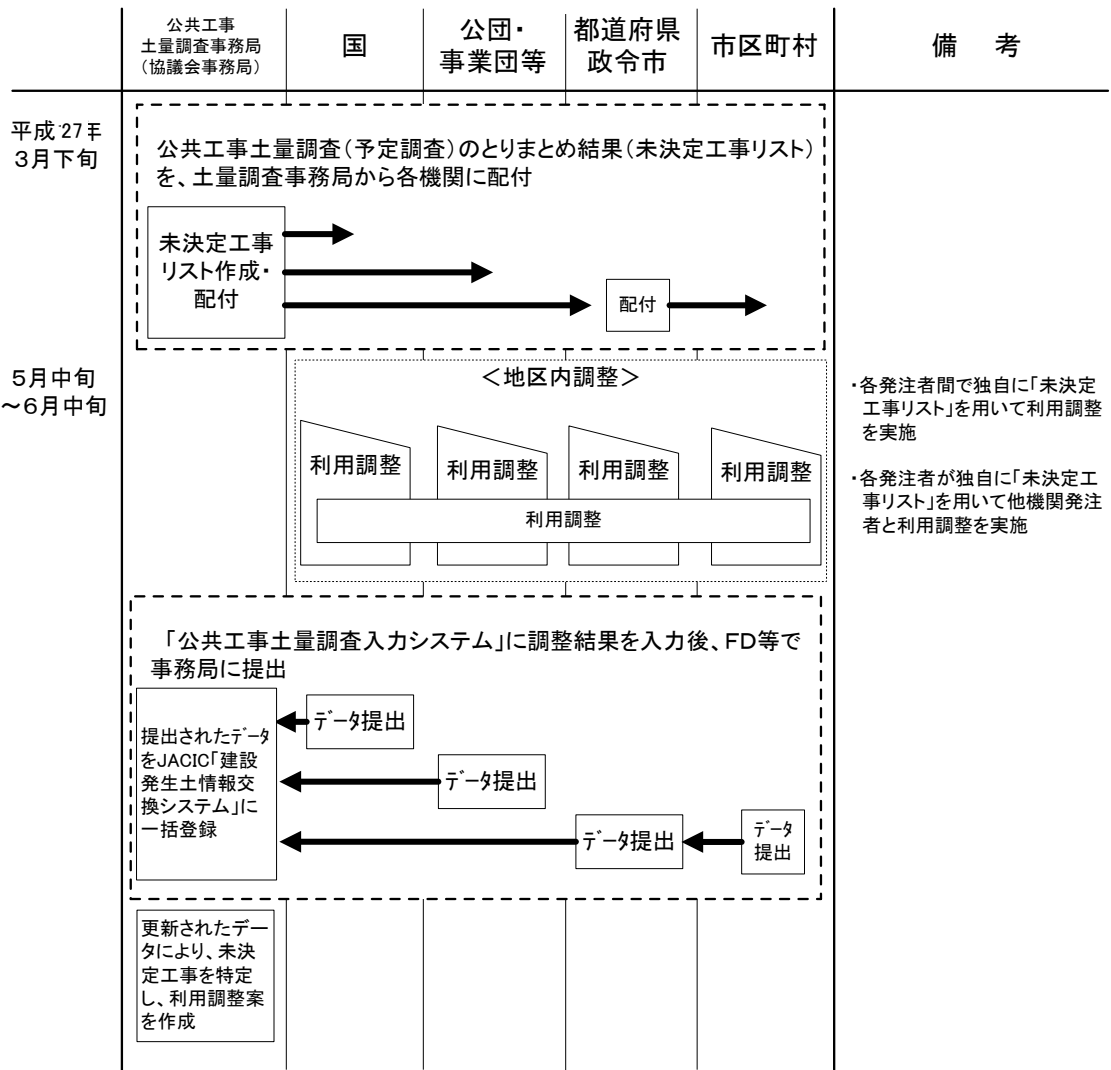 公共工事
土量調査事務局
（協議会事務局）
国
公団・
事業団等
都道府県
政令市
市区町村
備　考
平成27年
3月下旬
公共工事土量調査（予定調査）のとりまとめ結果（未決定工事リスト）
を、土量調査事務局から各機関に配付
未決定工事
リスト作成・
配付
配付
5月中旬
～6月中旬
＜地区内調整＞
利用調整
利用調整
利用調整
利用調整
利用調整
・各発注者間で独自に「未決定
工事リスト」を用いて利用調整
を実施
・各発注者が独自に「未決定工
事リスト」を用いて他機関発注
者と利用調整を実施
「公共工事土量調査入力システム」に調整結果を入力後、FD等で
事務局に提出
提出されたデータ
をJACIC「建設
発生土情報交
換システム」に
一括登録
データ提出
データ提出
データ提出
データ
提出
更新されたデー
タにより、未決
定工事を特定
し、利用調整案
を作成